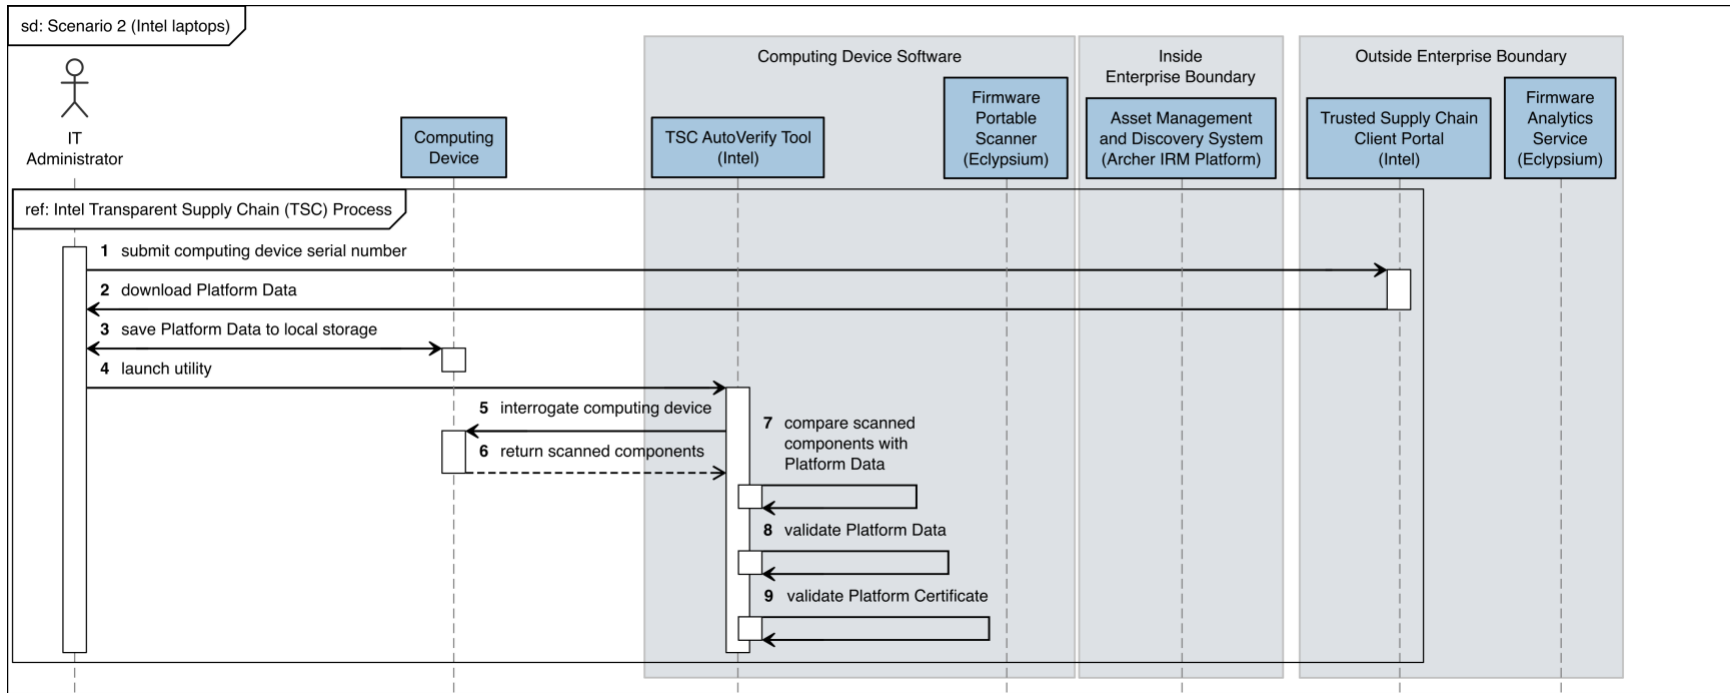 sd: Scenario 2 (Intel laptops)
Computing Device Software
Inside
Enterprise Boundary
Outside Enterprise Boundary
IT
Administrator
Computing
Device
TSC AutoVerify Tool
(Intel)
Firmware
Portable
Scanner
(Eclypsium)
Asset Management
and Discovery System
(Archer IRM Platform)
Trusted Supply Chain
Client Portal
(Intel)
Firmware
Analytics
Service
(Eclypsium)
ref: Intel Transparent Supply Chain (TSC) Process
1 submit computing device serial number
2 download Platform Data
3 save Platform Data to local storage
4 launch utility
5 interrogate computing device
6 return scanned components
7 compare scanned
components with
Platform Data
8 validate Platform Data
9 validate Platform Certificate